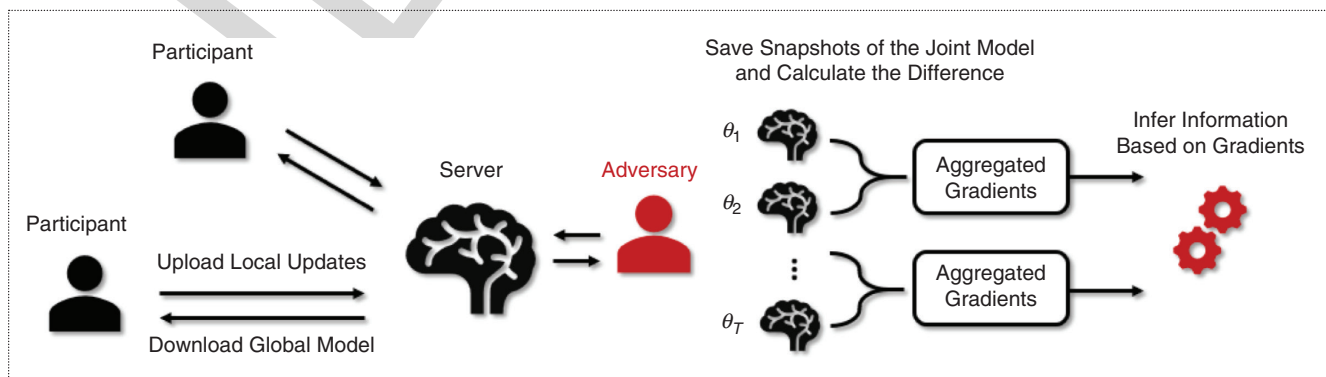 Participant
Participant
Upload Local Updates
Download Global Model
Server
Adversary
Save Snapshots of the Joint Model
and Calculate the Difference
θ1
θ2
⋮
θT
Aggregated
Gradients
Aggregated
Gradients
Infer Information
Based on Gradients